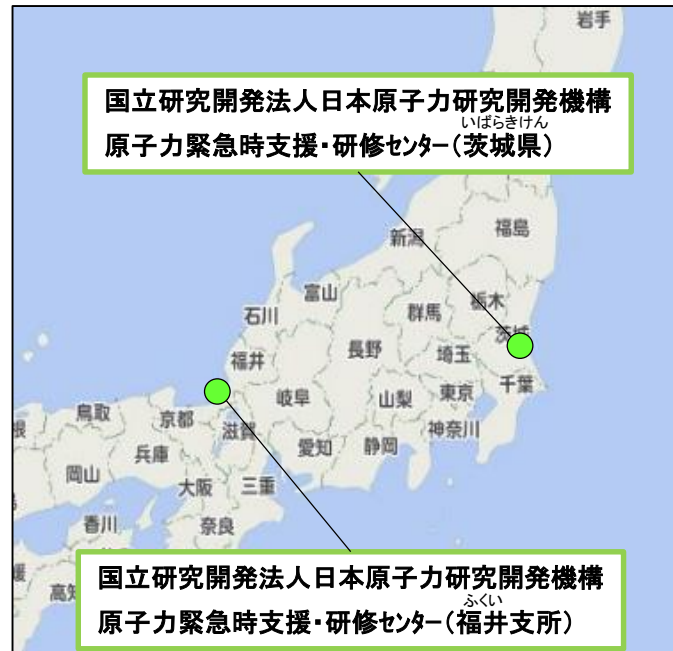 岩手
国立研究開発法人日本原子力研究開発機構
いばらきけん
原子力緊急時支援・研修センター(茨城県)
福島
新潟
富山
栃木
群馬
石川
茨城
長野
埼玉
福井
千葉
岐阜
山梨
東京
鳥取
京都
滋賀
神奈川
静岡
愛知
兵庫
岡山
大阪
三重
香川
奈良
国立研究開発法人日本原子力研究開発機構
ふくい
原子力緊急時支援・研修センター(福井支所)